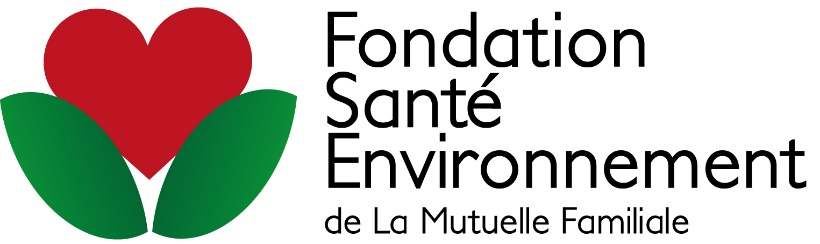 Fondation
Santé
Environnement
de La Mutuelle Familiale